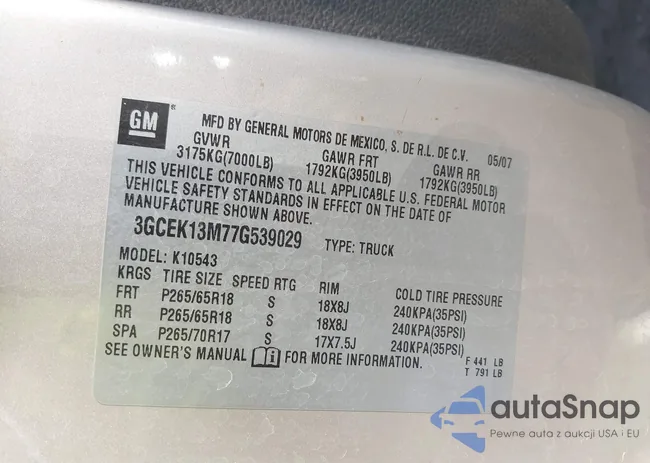 GM
®
MFD BY GENERAL MOTORS DE MEXICO, S. DE R.L. DE C.V. 05/07
GVWR GAWR FRT GAWR RR
3175KG(7000LB) 1792KG(3950LB) 1792KG(3950LB)
THIS VEHICLE CONFORMS TO ALL APPLICABLE U.S. FEDERAL MOTOR
VEHICLE SAFETY STANDARDS IN EFFECT ON THE DATE OF
MANUFACTURE SHOWN ABOVE.
3GCEK13M77G539029 TYPE: TRUCK
MODEL: K10543
KRGS TIRE SIZE SPEED RTG RIM COLD TIRE PRESSURE
FRT P265/65R18 S 18X8J 240KPA(35PSI)
RR P265/65R18 S 18X8J 240KPA(35PSI)
SPA P265/70R17 S 17X7.5J 240KPA(35PSI)
SEE OWNER'S MANUAL i FOR MORE INFORMATION.
F 441 LB
T 791 LB
autaSnap
Pewne auta z aukcji USA i EU